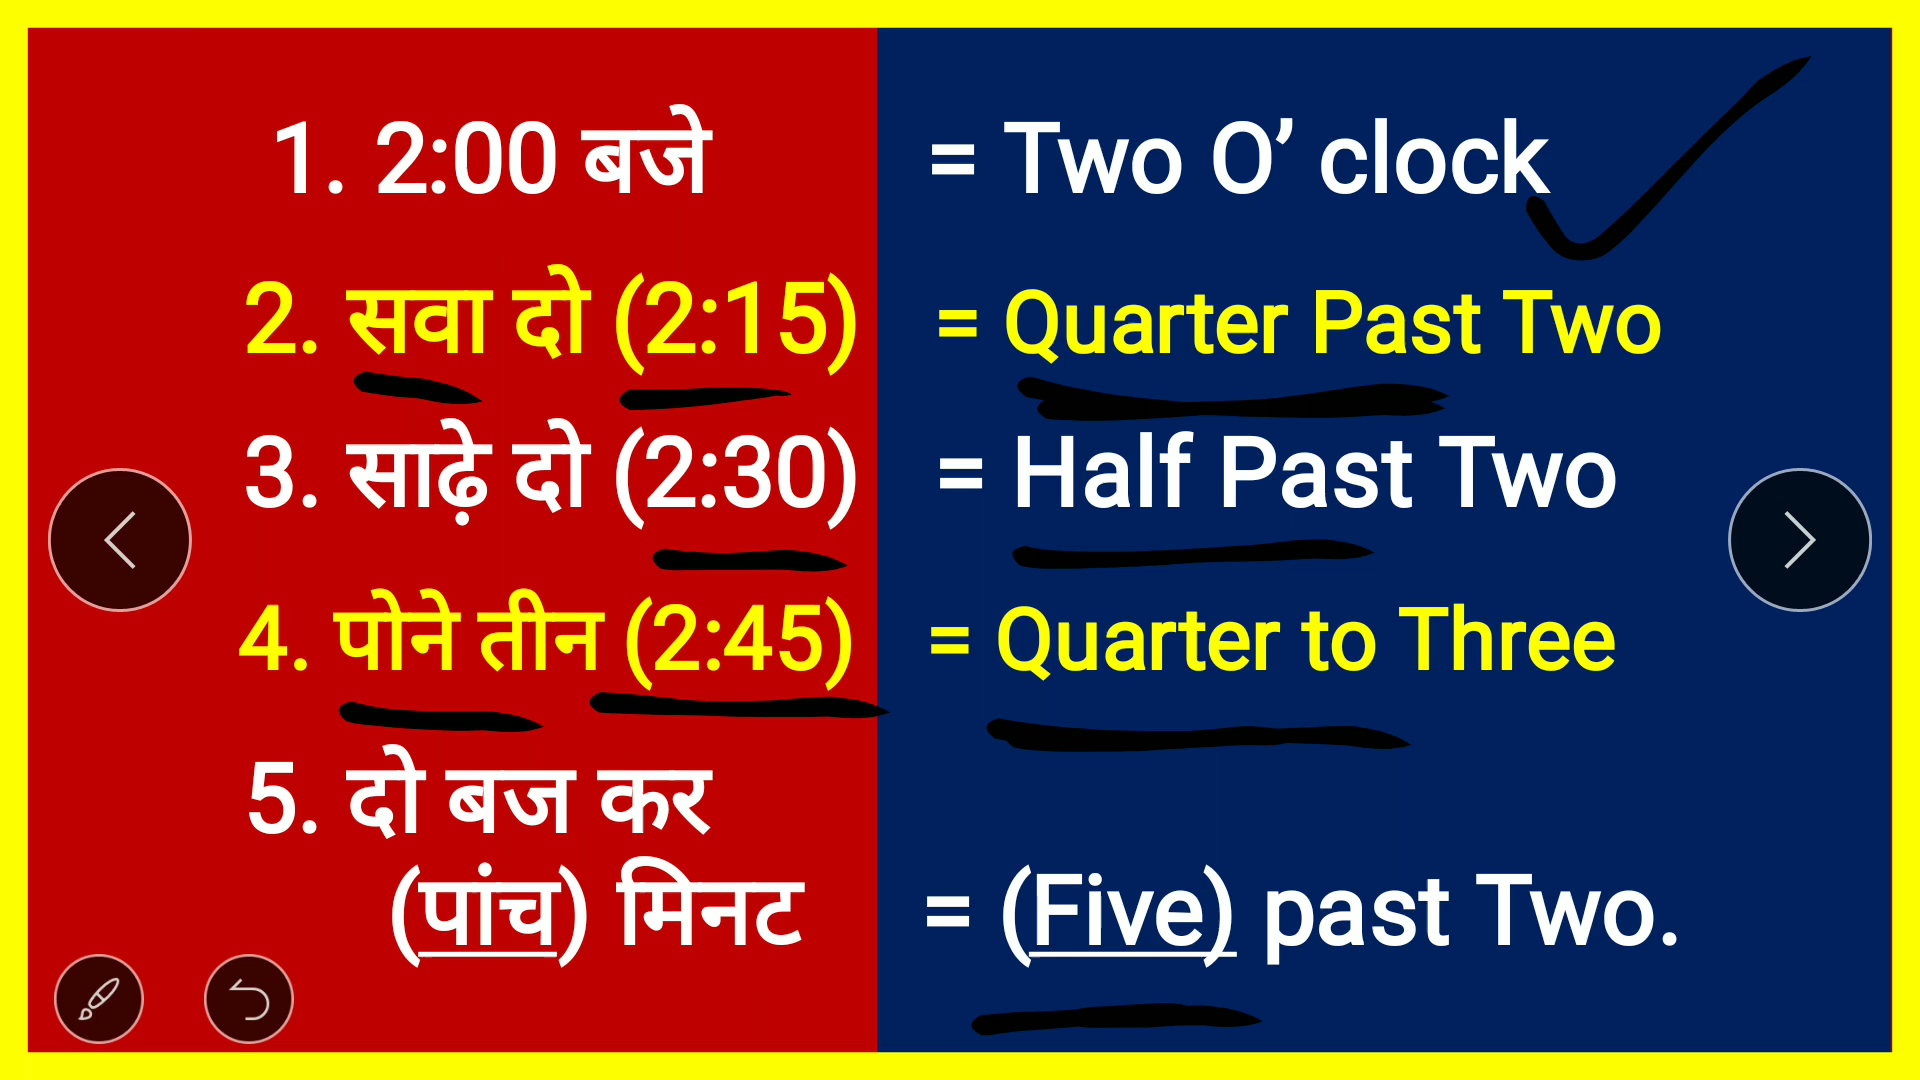 1. 2:00 बजे = Two O’ clock
2. सवा दो (2:15) = Quarter Past Two
3. साढ़े दो (2:30) = Half Past Two
4. पोने तीन (2:45) = Quarter to Three
5. दो बज कर
(पांच) मिनट = (Five) past Two.